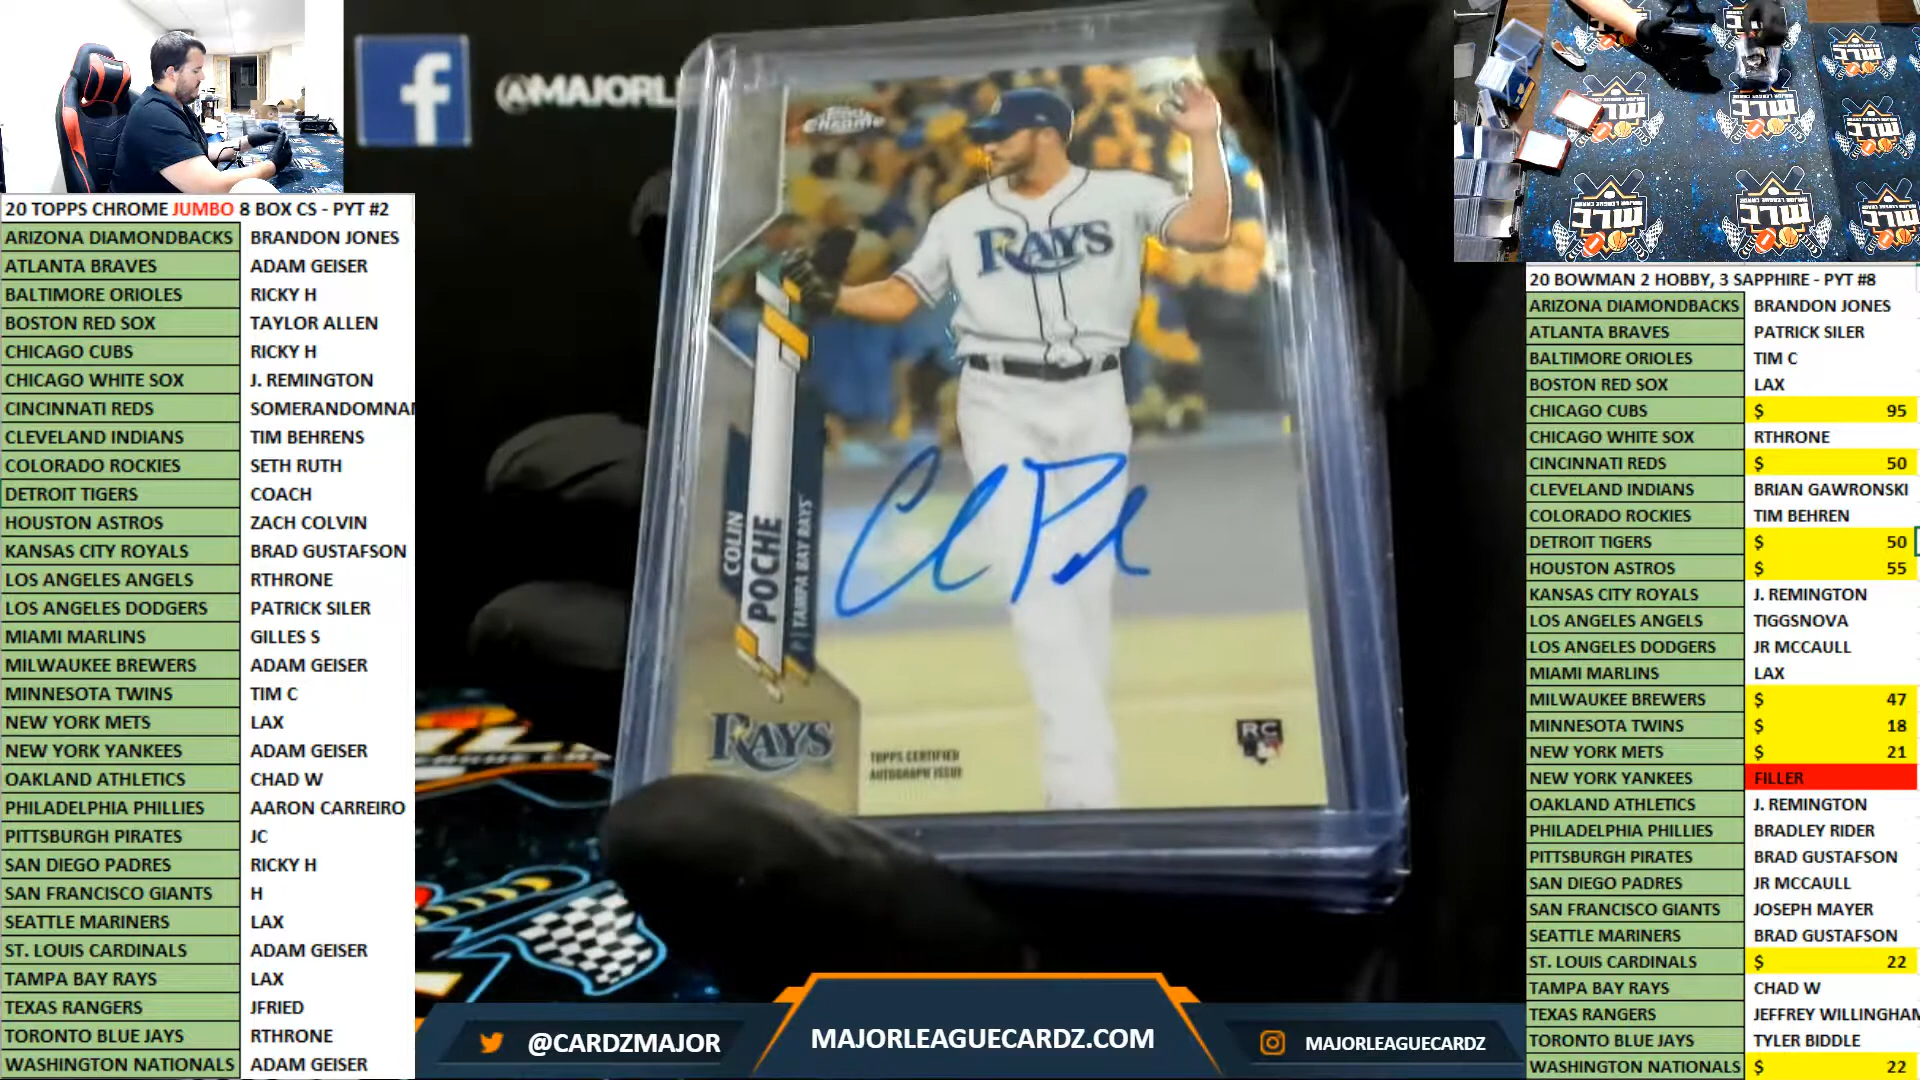 @MAJORL
20 TOPPS CHROME JUMBO 8 BOX CS - PYT #2
ARIZONA DIAMONDBACKS BRANDON JONES
ATLANTA BRAVES ADAM GEISER
BALTIMORE ORIOLES RICKY H
BOSTON RED SOX TAYLOR ALLEN
CHICAGO CUBS RICKY H
CHICAGO WHITE SOX J. REMINGTON
CINCINNATI REDS SOMERANDOMNA
CLEVELAND INDIANS TIM BEHRENS
COLORADO ROCKIES SETH RUTH
DETROIT TIGERS COACH
HOUSTON ASTROS ZACH COLVIN
KANSAS CITY ROYALS BRAD GUSTAFSON
LOS ANGELES ANGELS RTHRONE
LOS ANGELES DODGERS PATRICK SILER
MIAMI MARLINS GILLES S
MILWAUKEE BREWERS ADAM GEISER
MINNESOTA TWINS TIM C
NEW YORK METS LAX
NEW YORK YANKEES ADAM GEISER
OAKLAND ATHLETICS CHAD W
PHILADELPHIA PHILLIES AARON CARREIRO
PITTSBURGH PIRATES JC
SAN DIEGO PADRES RICKY H
SAN FRANCISCO GIANTS H
SEATTLE MARINERS LAX
ST. LOUIS CARDINALS ADAM GEISER
TAMPA BAY RAYS LAX
TEXAS RANGERS JFRIED
TORONTO BLUE JAYS RTHRONE
WASHINGTON NATIONALS ADAM GEISER
Topps
Chrome
RAYS
COLIN
POCHE
P | TAMPA BAY RAYS
RAYS
TOPPS CERTIFIED
AUTOGRAPH ISSUE
RC
@CARDZMAJOR
MAJORLEAGUECARDZ.COM
MAJORLEAGUECARDZ
20 BOWMAN 2 HOBBY, 3 SAPPHIRE - PYT #8
ARIZONA DIAMONDBACKS BRANDON JONES
ATLANTA BRAVES PATRICK SILER
BALTIMORE ORIOLES TIM C
BOSTON RED SOX LAX
CHICAGO CUBS $ 95
CHICAGO WHITE SOX RTHRONE
CINCINNATI REDS $ 50
CLEVELAND INDIANS BRIAN GAWRONSKI
COLORADO ROCKIES TIM BEHREN
DETROIT TIGERS $ 50
HOUSTON ASTROS $ 55
KANSAS CITY ROYALS J. REMINGTON
LOS ANGELES ANGELS TIGGSNOVA
LOS ANGELES DODGERS JR MCCAULL
MIAMI MARLINS LAX
MILWAUKEE BREWERS $ 47
MINNESOTA TWINS $ 18
NEW YORK METS $ 21
NEW YORK YANKEES FILLER
OAKLAND ATHLETICS J. REMINGTON
PHILADELPHIA PHILLIES BRADLEY RIDER
PITTSBURGH PIRATES BRAD GUSTAFSON
SAN DIEGO PADRES JR MCCAULL
SAN FRANCISCO GIANTS JOSEPH MAYER
SEATTLE MARINERS BRAD GUSTAFSON
ST. LOUIS CARDINALS $ 22
TAMPA BAY RAYS CHAD W
TEXAS RANGERS JEFFREY WILLINGHAM
TORONTO BLUE JAYS TYLER BIDDLE
WASHINGTON NATIONALS $ 22